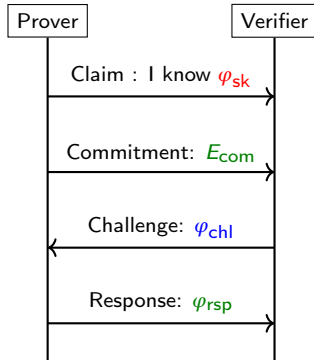 Prover Verifier
Claim : I know φsk
Commitment: Ecom
Challenge: φchl
Response: φrsp